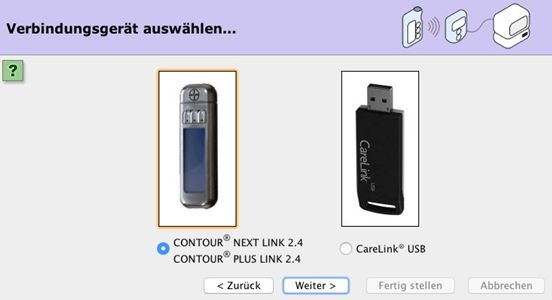 Verbindungsgerät auswählen...
?
CareLink USB
CONTOUR® NEXT LINK 2.4
CONTOUR® PLUS LINK 2.4
CareLink® USB
< Zurück
Weiter >
Fertig stellen
Abbrechen